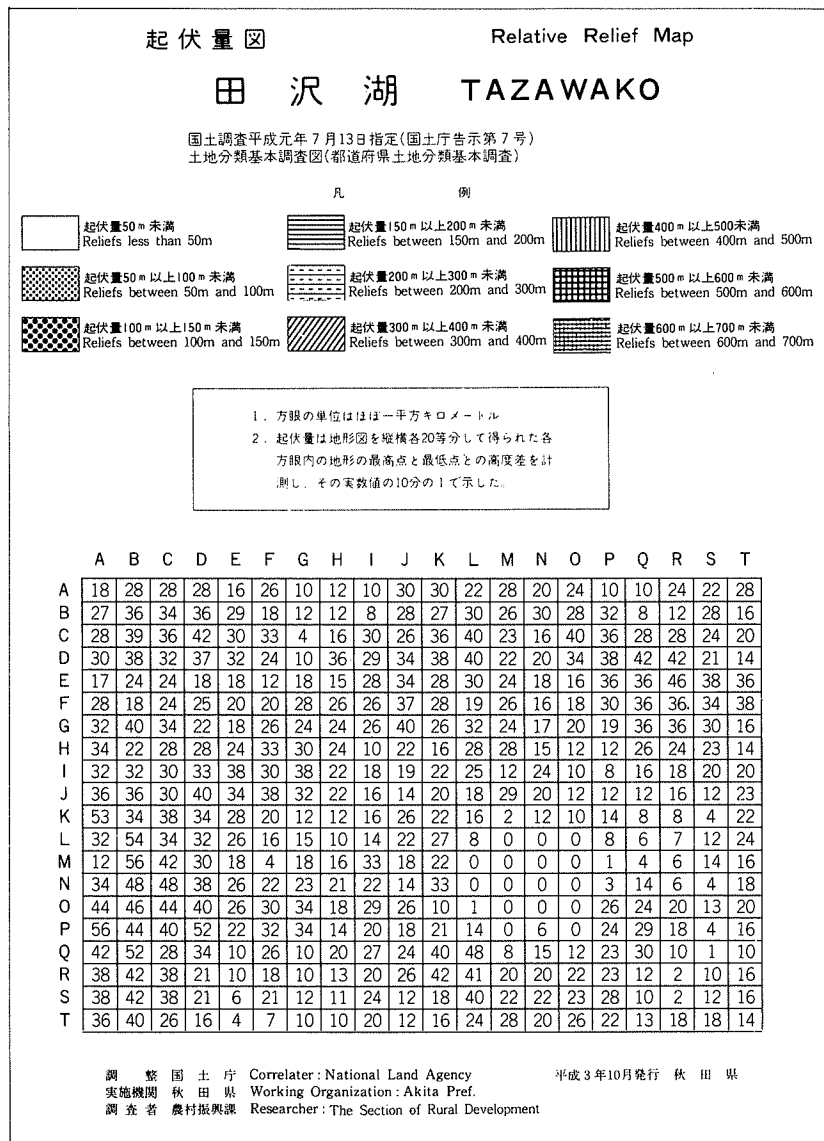 起伏量図 Relative Relief Map
田沢湖 TAZAWAKO
国土調査平成元年7月13日指定(国土庁告示第7号)
土地分類基本調査図(都道府県土地分類基本調査)
凡 例
起伏量50m未満
Reliefs less than 50m
起伏量150m以上200m未満
Reliefs between 150m and 200m
起伏量400m以上500未満
Reliefs between 400m and 500m
起伏量50m以上100m未満
Reliefs between 50m and 100m
起伏量200m以上300m未満
Reliefs between 200m and 300m
起伏量500m以上600m未満
Reliefs between 500m and 600m
起伏量100m以上150m未満
Reliefs between 100m and 150m
起伏量300m以上400m未満
Reliefs between 300m and 400m
起伏量600m以上700m未満
Reliefs between 600m and 700m
1. 方眼の単位はほぼ一平方キロメートル
2. 起伏量は地形図を縦横各20等分して得られた各
方眼内の地形の最高点と最低点との高度差を計
測し、その実数値の10分の1で示した。
A B C D E F G H I J K L M N O P Q R S T
A 18 28 28 28 16 26 10 12 10 30 30 22 28 20 24 10 10 24 22 28
B 27 36 34 36 29 18 12 12 8 28 27 30 26 30 28 32 8 12 28 16
C 28 39 36 42 30 33 4 16 30 26 36 40 23 16 40 36 28 28 24 20
D 30 38 32 37 32 24 10 36 29 34 38 40 22 20 34 38 42 42 21 14
E 17 24 24 18 18 12 18 15 28 34 28 30 24 18 16 36 36 46 38 36
F 28 18 24 25 20 20 28 26 26 37 28 19 26 16 18 30 36 36. 34 38
G 32 40 34 22 18 26 24 24 26 40 26 32 24 17 20 19 36 36 30 16
H 34 22 28 28 24 33 30 24 10 22 16 28 28 15 12 12 26 24 23 14
I 32 32 30 33 38 30 38 22 18 19 22 25 12 24 10 8 16 18 20 20
J 36 36 30 40 34 38 32 22 16 14 20 18 29 20 12 12 12 16 12 23
K 53 34 38 34 28 20 12 12 16 26 22 16 2 12 10 14 8 8 4 22
L 32 54 34 32 26 16 15 10 14 22 27 8 0 0 0 8 6 7 12 24
M 12 56 42 30 18 4 18 16 33 18 22 0 0 0 0 1 4 6 14 16
N 34 48 48 38 26 22 23 21 22 14 33 0 0 0 0 3 14 6 4 18
O 44 46 44 40 26 30 34 18 29 26 10 1 0 0 0 26 24 20 13 20
P 56 44 40 52 22 32 34 14 20 18 21 14 0 6 0 24 29 18 4 16
Q 42 52 28 34 10 26 10 20 27 24 40 48 8 15 12 23 30 10 1 10
R 38 42 38 21 10 18 10 13 20 26 42 41 20 20 22 23 12 2 10 16
S 38 42 38 21 6 21 12 11 24 12 18 40 22 22 23 28 10 2 12 16
T 36 40 26 16 4 7 10 10 20 12 16 24 28 20 26 22 13 18 18 14
調整 国土庁 Correlater : National Land Agency 平成3年10月発行 秋田県
実施機関 秋田県 Working Organization : Akita Pref.
調査者 農村振興課 Researcher : The Section of Rural Development